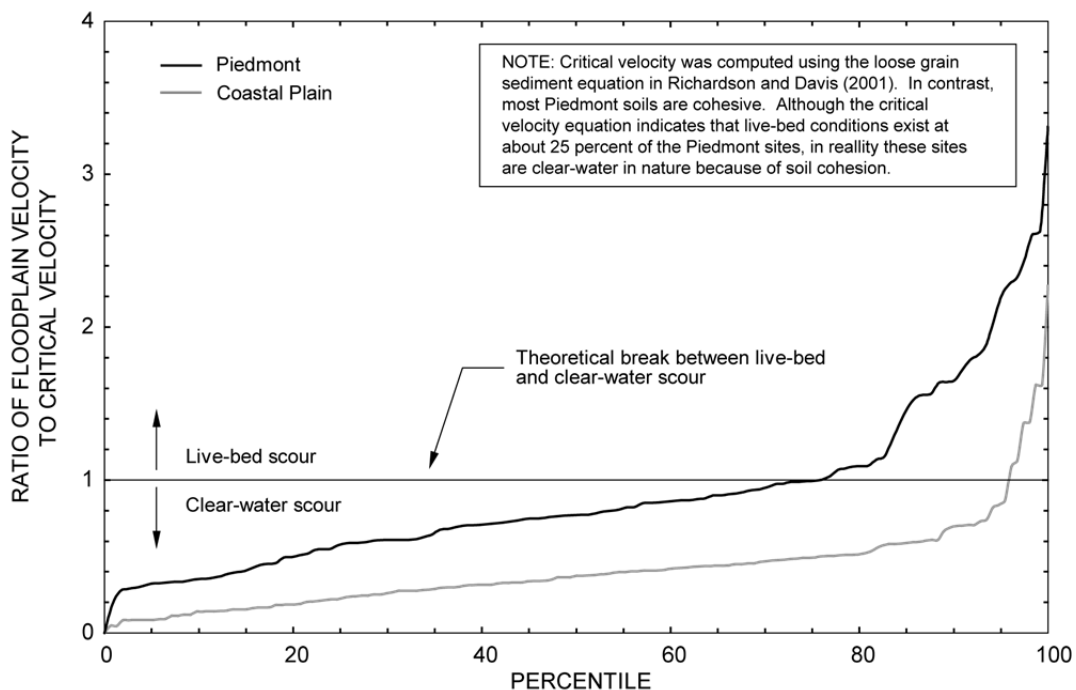 4
3
2
1
0
0
20
40
60
80
100
RATIO OF FLOODPLAIN VELOCITY
TO CRITICAL VELOCITY
PERCENTILE
Piedmont
Coastal Plain
NOTE: Critical velocity was computed using the loose grain
sediment equation in Richardson and Davis (2001). In contrast,
most Piedmont soils are cohesive. Although the critical
velocity equation indicates that live-bed conditions exist at
about 25 percent of the Piedmont sites, in reallity these sites
are clear-water in nature because of soil cohesion.
Theoretical break between live-bed
and clear-water scour
Live-bed scour
Clear-water scour